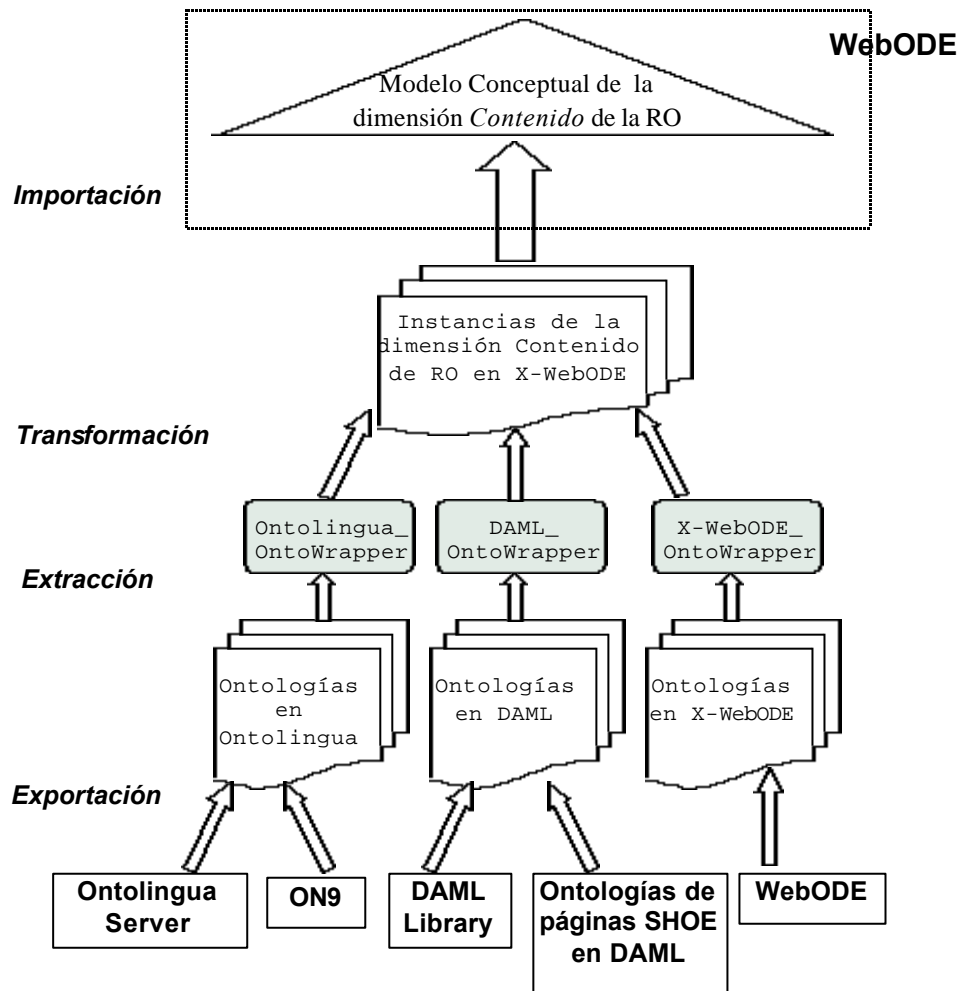 WebODE
Modelo Conceptual de la
dimensión Contenido de la RO
Importación
Instancias de la
dimensión Contenido
de RO en X-WebODE
Transformación
Ontolingua_
OntoWrapper
DAML_
OntoWrapper
X-WebODE_
OntoWrapper
Extracción
Ontologías
en
Ontolingua
Ontologías
en DAML
Ontologías
en X-WebODE
Exportación
Ontolingua
Server
ON9
DAML
Library
Ontologías de
páginas SHOE
en DAML
WebODE